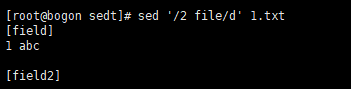 [root@bogon sedt]# sed '/2 file/d' 1.txt
[field]
1 abc
[field2]